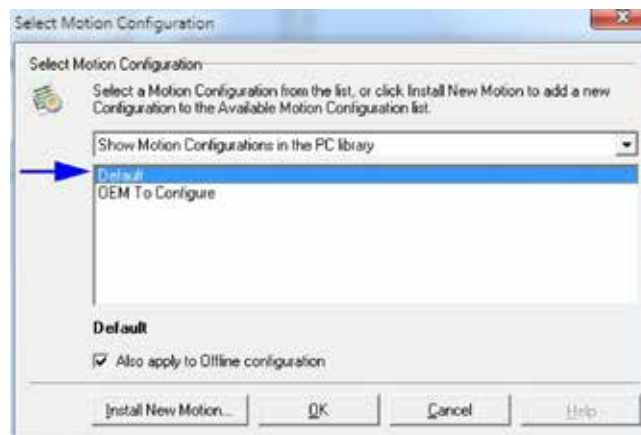 Select Motion Configuration
Select Motion Configuration
Select a Motion Configuration from the list, or click Install New Motion to add a new
Configuration to the Available Motion Configuration list.
Show Motion Configurations in the PC library
Default
OEM To Configure
Default
Also apply to Offline configuration
Install New Motion... OK Cancel Help